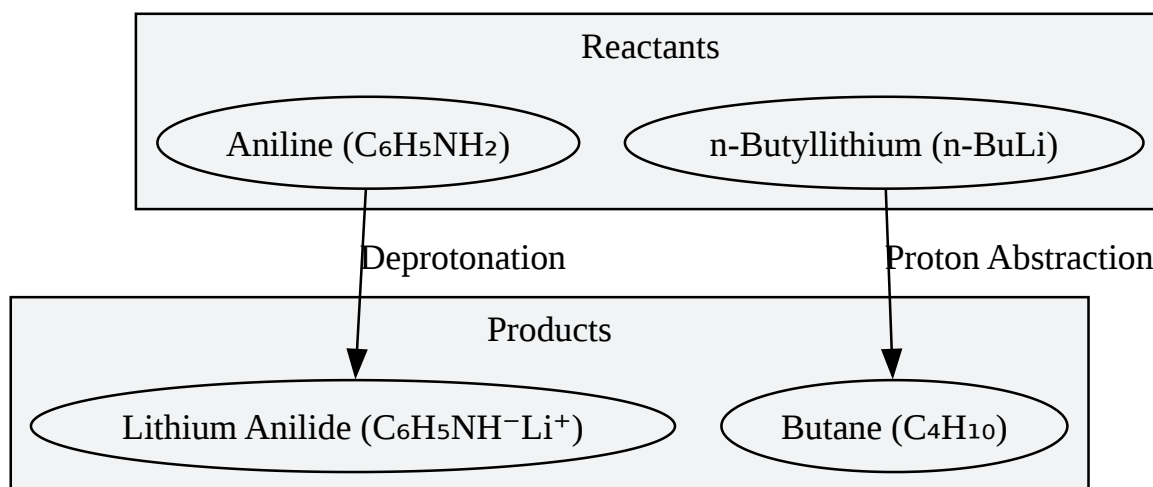 Reactants
Aniline (C₆H₅NH₂)
n-Butyllithium (n-BuLi)
Deprotonation
Proton Abstraction
Products
Lithium Anilide (C₆H₅NH⁻Li⁺)
Butane (C₄H₁₀)